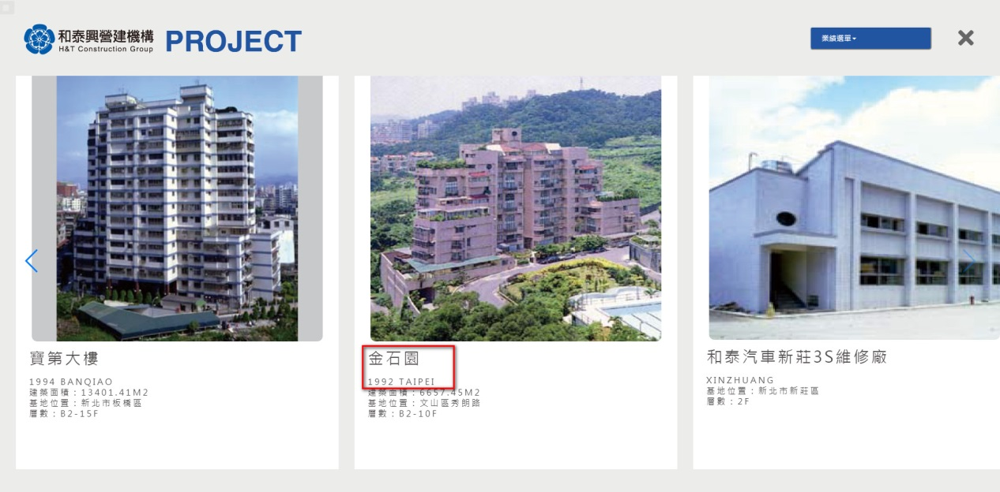 和泰興營建機構
H&T Construction Group
PROJECT
業績選單
寶第大樓
1994 BANQIAO
建築面積：13401.41M2
基地位置：新北市板橋區
層數：B2-15F
金石園
1992 TAIPEI
建築面積：6657.45M2
基地位置：文山區秀朗路
層數：B2-10F
和泰汽車新莊3S維修廠
XINZHUANG
基地位置：新北市新莊區
層數：2F